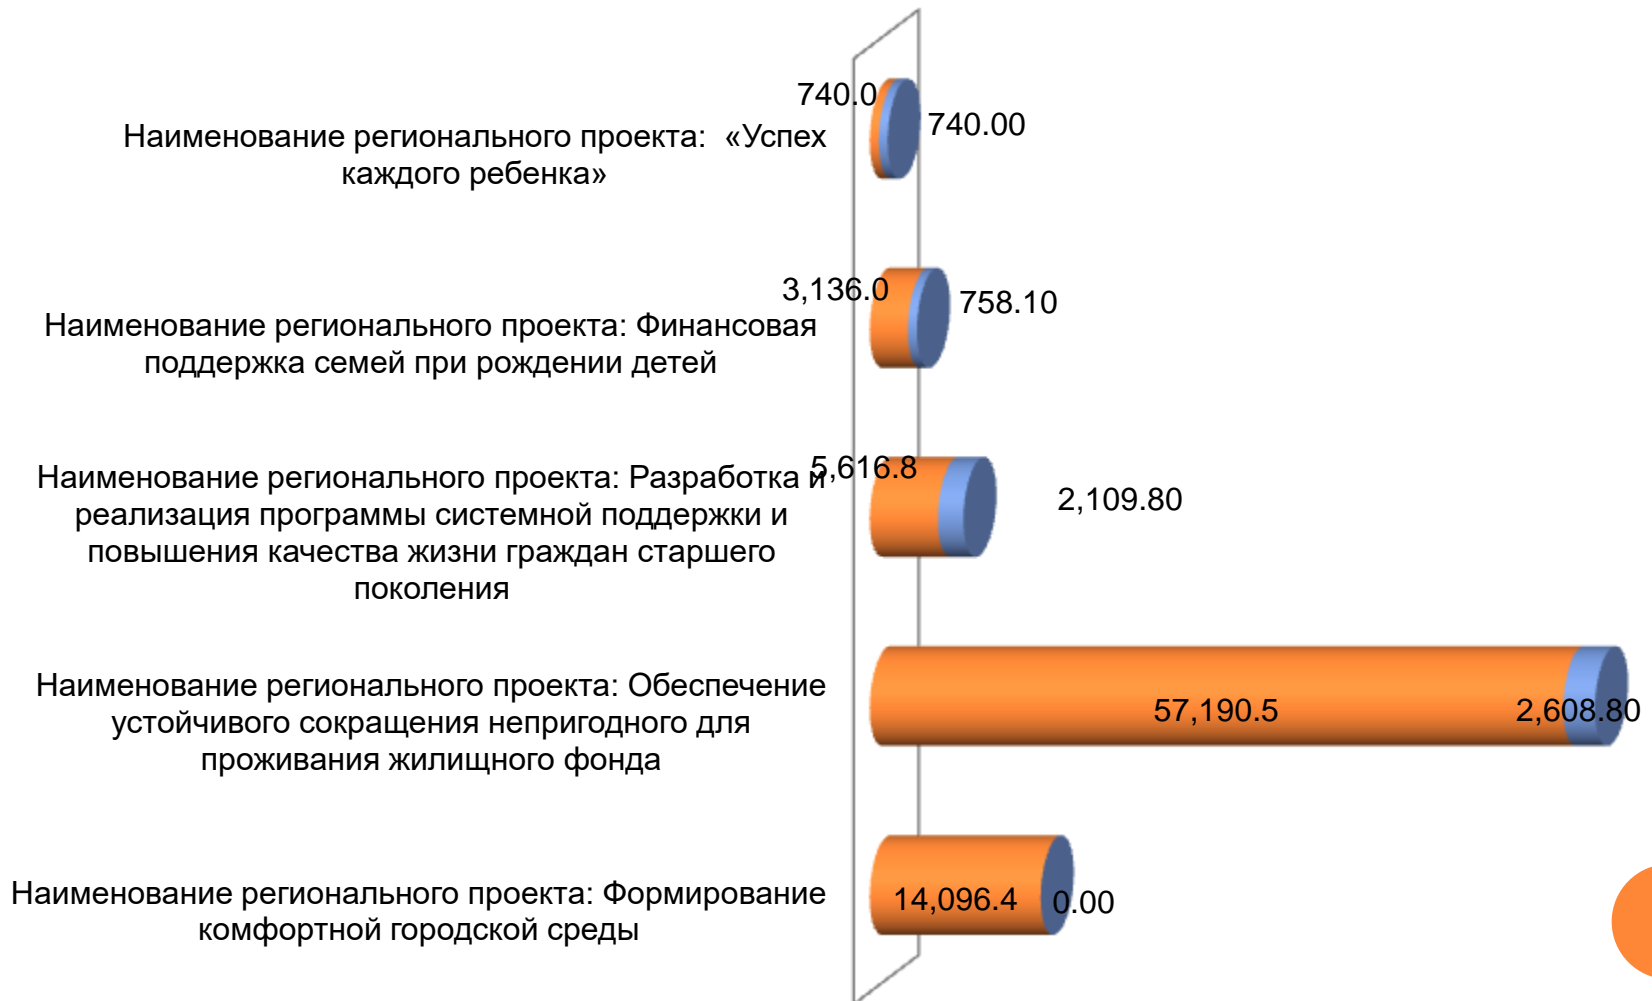 740.0
740.00
Наименование регионального проекта:  «Успех
каждого ребенка»
3,136.0
758.10
Наименование регионального проекта: Финансовая
поддержка семей при рождении детей
5,616.8
2,109.80
Наименование регионального проекта: Разработка и
реализация программы системной поддержки и
повышения качества жизни граждан старшего
поколения
Наименование регионального проекта: Обеспечение
устойчивого сокращения непригодного для
проживания жилищного фонда
57,190.5
2,608.80
Наименование регионального проекта: Формирование
комфортной городской среды
14,096.4
0.00